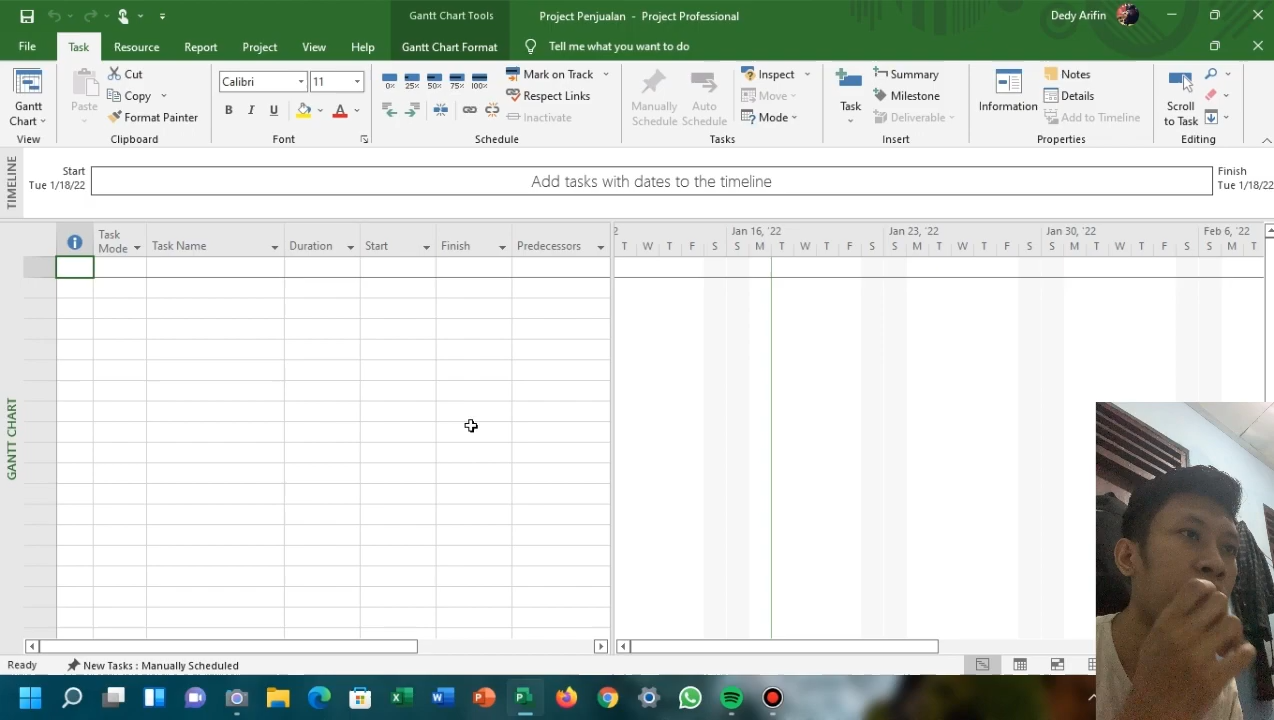 Gantt Chart Tools
Project Penjualan - Project Professional
Dedy Arifin
File
Task
Resource
Report
Project
View
Help
Gantt Chart Format
Tell me what you want to do
Gantt
Chart
View
Paste
Cut
Copy
Format Painter
Clipboard
Calibri
11
B I U
A
Font
0% 25% 50% 75% 100%
Mark on Track
Respect Links
Inactivate
Schedule
Manually
Schedule
Auto
Schedule
Inspect
Move
Mode
Tasks
Task
Summary
Milestone
Deliverable
Insert
Information
Notes
Details
Add to Timeline
Properties
Scroll
to Task
Editing
TIMELINE
Start
Tue 1/18/22
Add tasks with dates to the timeline
Finish
Tue 1/18/22
GANTT CHART
Task
Mode
Task Name
Duration
Start
Finish
Predecessors
2
Jan 16, '22
Jan 23, '22
Jan 30, '22
Feb 6, '22
T W T F S S M T W T F S S M T W T F S S M T W T F S S M T
Ready
New Tasks : Manually Scheduled